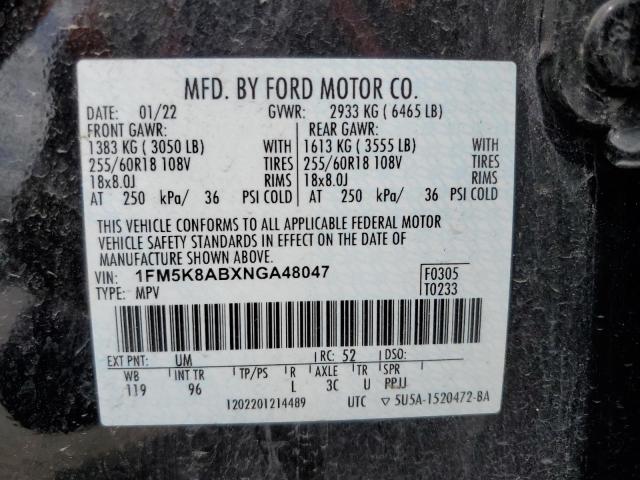 MFD. BY FORD MOTOR CO.
DATE: 01/22 GVWR: 2933 KG ( 6465 LB)
FRONT GAWR: REAR GAWR:
1383 KG ( 3050 LB) WITH 1613 KG ( 3555 LB) WITH
255/60R18 108V TIRES 255/60R18 108V TIRES
18x8.0J RIMS 18x8.0J RIMS
AT 250 kPa/ 36 PSI COLD AT 250 kPa/ 36 PSI COLD
THIS VEHICLE CONFORMS TO ALL APPLICABLE FEDERAL MOTOR
VEHICLE SAFETY STANDARDS IN EFFECT ON THE DATE OF
MANUFACTURE SHOWN ABOVE.
VIN: 1FM5K8ABXNGA48047 F0305
TYPE: MPV T0233
EXT PNT: UM RC: 52 DSO:
WB INT TR TP/PS R AXLE TR SPR
119 96 L 3C U PPJJ
1202201214489 UTC ▽ 5U5A-1520472-BA